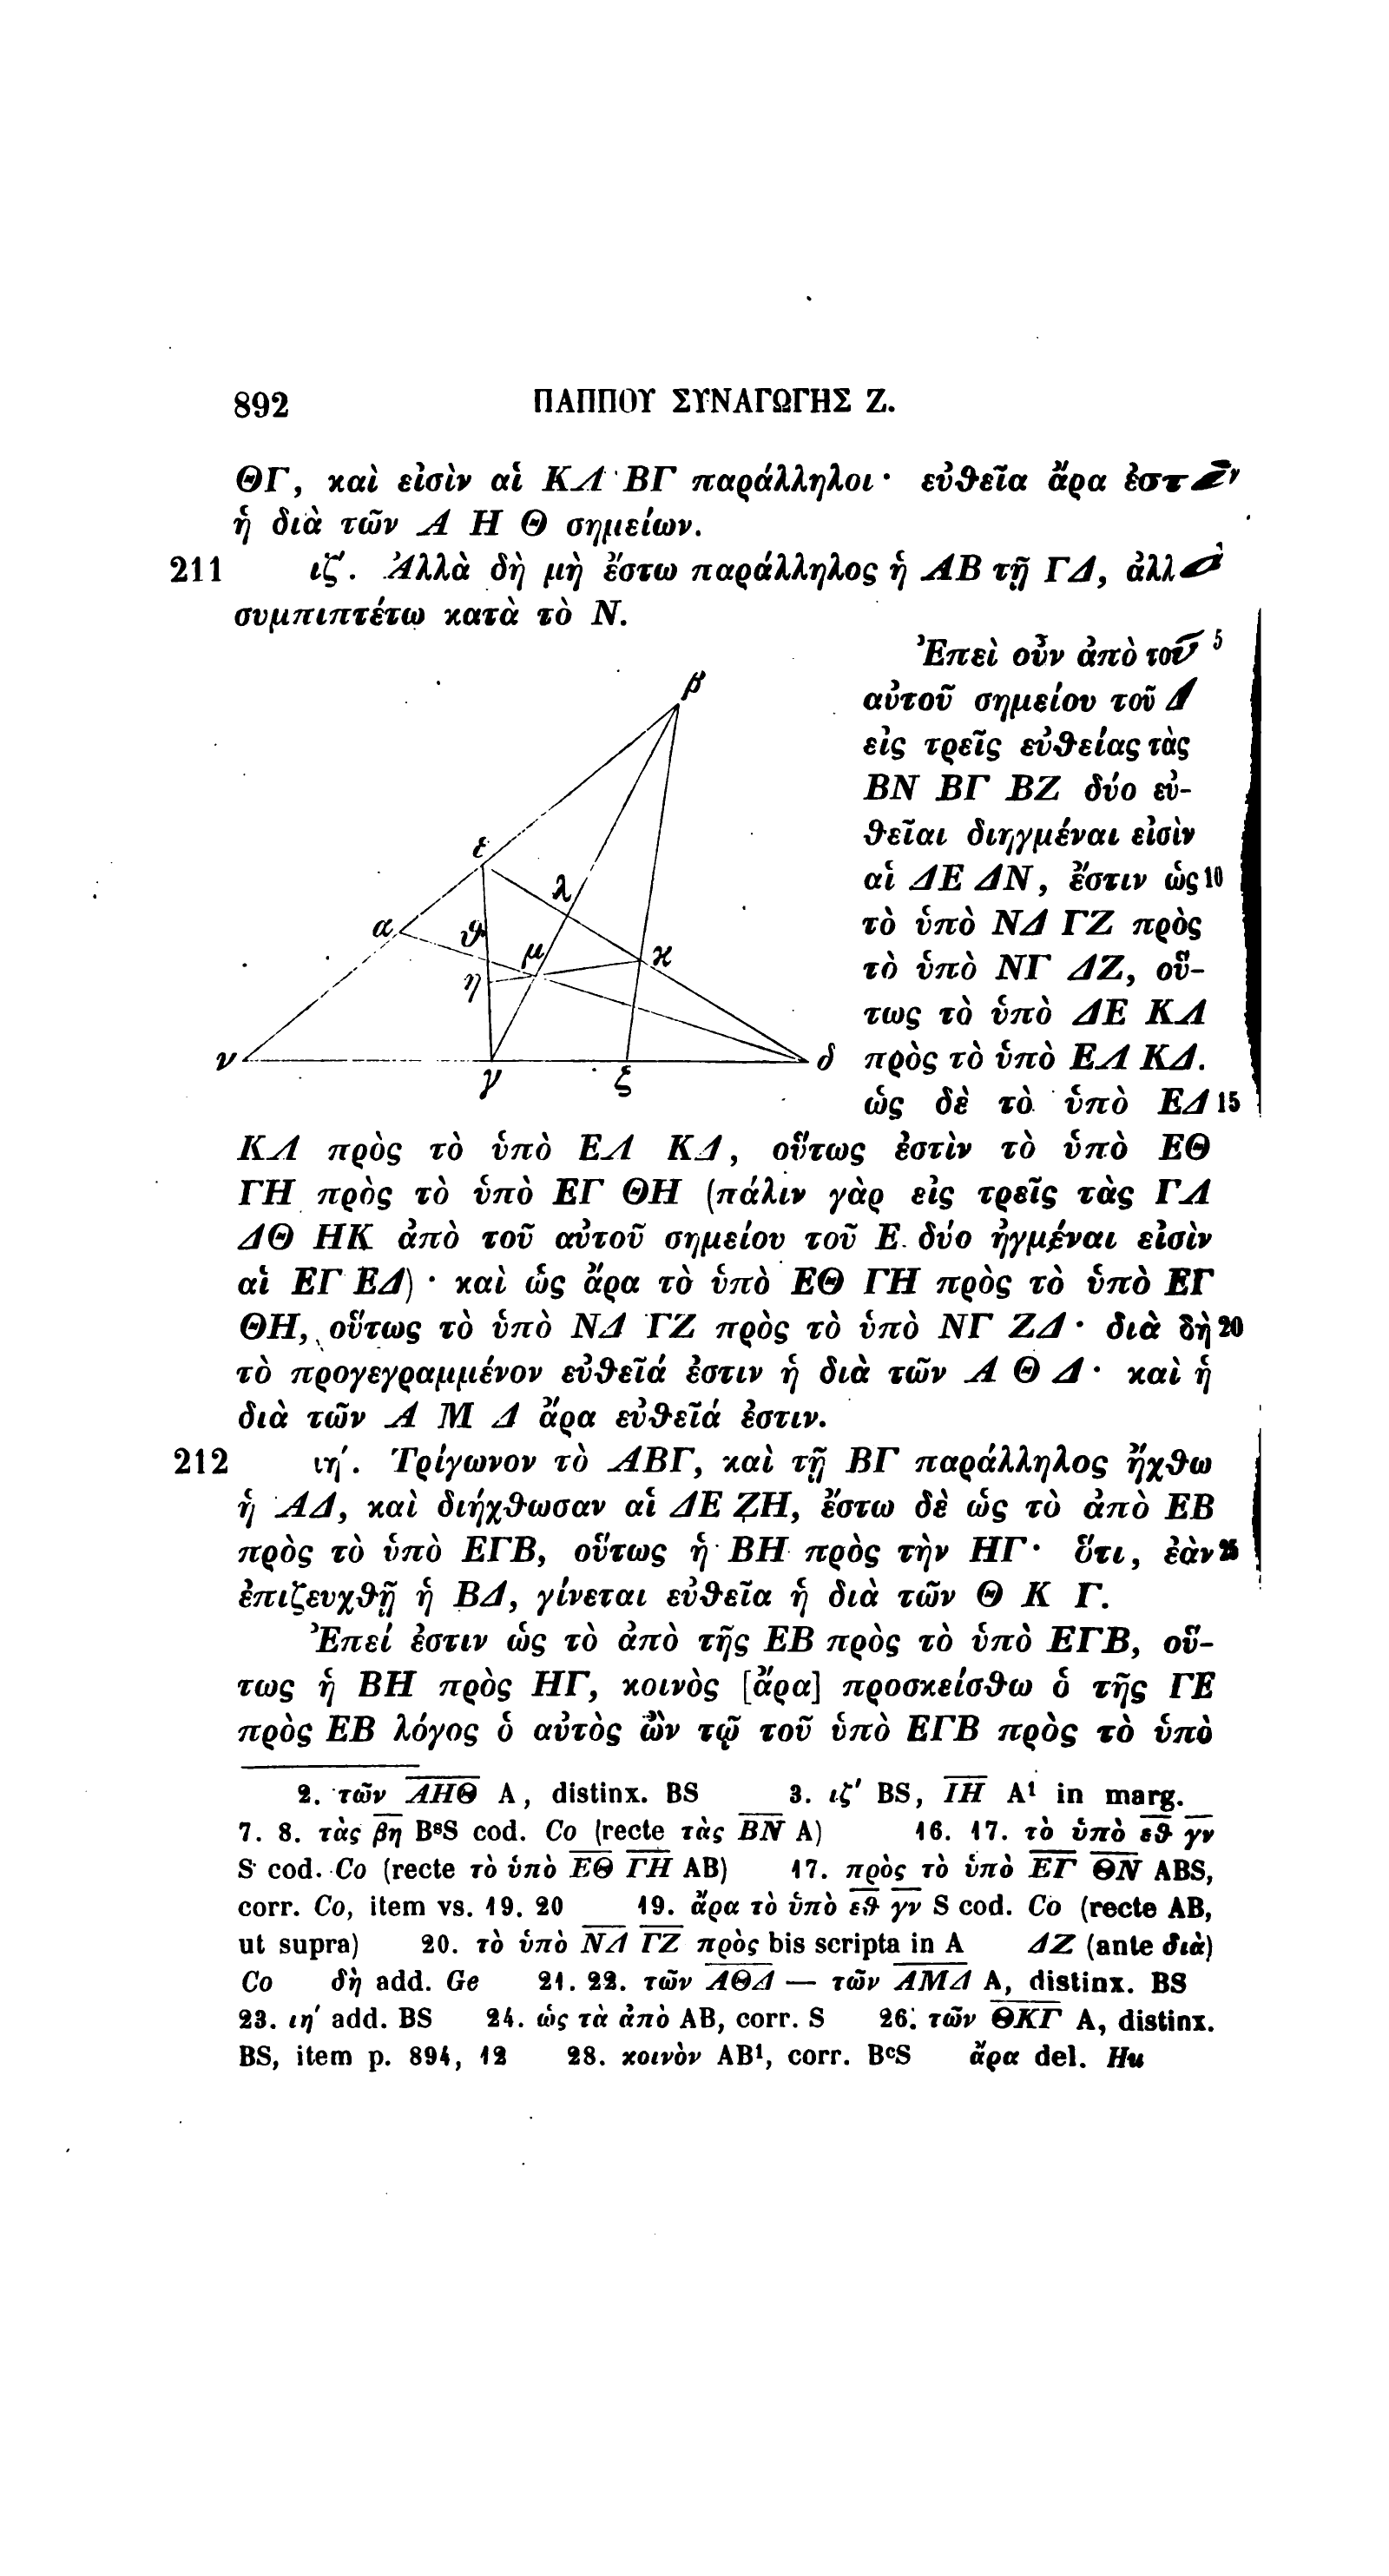 892 ΠΑΠΠΟΥ ΣΥΝΑΓΩΓΗΣ Ζ.
ΘΓ, καὶ εἰσὶν αἱ ΚΛ ΒΓ παράλληλοι· εὐθεῖα ἄρα ἐστὶν
ἡ διὰ τῶν Α Η Θ σημείων.
211 ιζ΄. Ἀλλὰ δὴ μὴ ἔστω παράλληλος ἡ ΑΒ τῇ ΓΔ, ἀλλὰ
συμπιπτέτω κατὰ τὸ Ν.
Ἐπεὶ οὖν ἀπὸ τοῦ 5
αὐτοῦ σημείου τοῦ Δ
εἰς τρεῖς εὐθείας τὰς
ΒΝ ΒΓ ΒΖ δύο εὐ-
θεῖαι διηγμέναι εἰσὶν
αἱ ΔΕ ΔΝ, ἔστιν ὡς 10
τὸ ὑπὸ ΝΔ ΓΖ πρὸς
τὸ ὑπὸ ΝΓ ΔΖ, οὕ-
τως τὸ ὑπὸ ΔΕ ΚΛ
πρὸς τὸ ὑπὸ ΕΛ ΚΔ.
ὡς δὲ τὸ ὑπὸ ΕΔ 15
β
ε
λ
α
θ
μ
κ
η
ν
γ
ζ
δ
ΚΛ πρὸς τὸ ὑπὸ ΕΛ ΚΔ, οὕτως ἐστὶν τὸ ὑπὸ ΕΘ
ΓΗ πρὸς τὸ ὑπὸ ΕΓ ΘΗ (πάλιν γὰρ εἰς τρεῖς τὰς ΓΛ
ΔΘ ΗΚ ἀπὸ τοῦ αὐτοῦ σημείου τοῦ Ε δύο ἠγμέναι εἰσὶν
αἱ ΕΓ ΕΔ)· καὶ ὡς ἄρα τὸ ὑπὸ ΕΘ ΓΗ πρὸς τὸ ὑπὸ ΕΓ
ΘΗ, οὕτως τὸ ὑπὸ ΝΔ ΓΖ πρὸς τὸ ὑπὸ ΝΓ ΖΔ· διὰ δὴ 20
τὸ προγεγραμμένον εὐθεῖά ἐστιν ἡ διὰ τῶν Α Θ Δ· καὶ ἡ
διὰ τῶν Α Μ Δ ἄρα εὐθεῖά ἐστιν.
212 ιη΄. Τρίγωνον τὸ ΑΒΓ, καὶ τῇ ΒΓ παράλληλος ἤχθω
ἡ ΑΔ, καὶ διήχθωσαν αἱ ΔΕ ΖΗ, ἔστω δὲ ὡς τὸ ἀπὸ ΕΒ
πρὸς τὸ ὑπὸ ΕΓΒ, οὕτως ἡ ΒΗ πρὸς τὴν ΗΓ· ὅτι, ἐὰν 25
ἐπιζευχθῇ ἡ ΒΔ, γίνεται εὐθεῖα ἡ διὰ τῶν Θ Κ Γ.
Ἐπεί ἐστιν ὡς τὸ ἀπὸ τῆς ΕΒ πρὸς τὸ ὑπὸ ΕΓΒ, οὕ-
τως ἡ ΒΗ πρὸς ΗΓ, κοινὸς [ἄρα] προσκείσθω ὁ τῆς ΓΕ
πρὸς ΕΒ λόγος ὁ αὐτὸς ὢν τῷ τοῦ ὑπὸ ΕΓΒ πρὸς τὸ ὑπὸ
2. τῶν ΑΗΘ A, distinx. BS 3. ιζ΄ BS, ΙΗ A¹ in marg.
7. 8. τὰς βη BˢS cod. Co (recte τὰς ΒΝ A) 16. 17. τὸ ὑπὸ εθ γν
S cod. Co (recte τὸ ὑπὸ ΕΘ ΓΗ AB) 17. πρὸς τὸ ὑπὸ ΕΓ ΘΝ ABS,
corr. Co, item vs. 19. 20 19. ἄρα τὸ ὑπὸ εθ γν S cod. Co (recte AB,
ut supra) 20. τὸ ὑπὸ ΝΔ ΓΖ πρὸς bis scripta in A ΔΖ (ante διὰ)
Co δὴ add. Ge 21. 22. τῶν ΑΘΔ — τῶν ΑΜΔ A, distinx. BS
23. ιη΄ add. BS 24. ὡς τὰ ἀπὸ AB, corr. S 26. τῶν ΘΚΓ A, distinx.
BS, item p. 894, 12 28. κοινὸν AB¹, corr. BᶜS ἄρα del. Hu